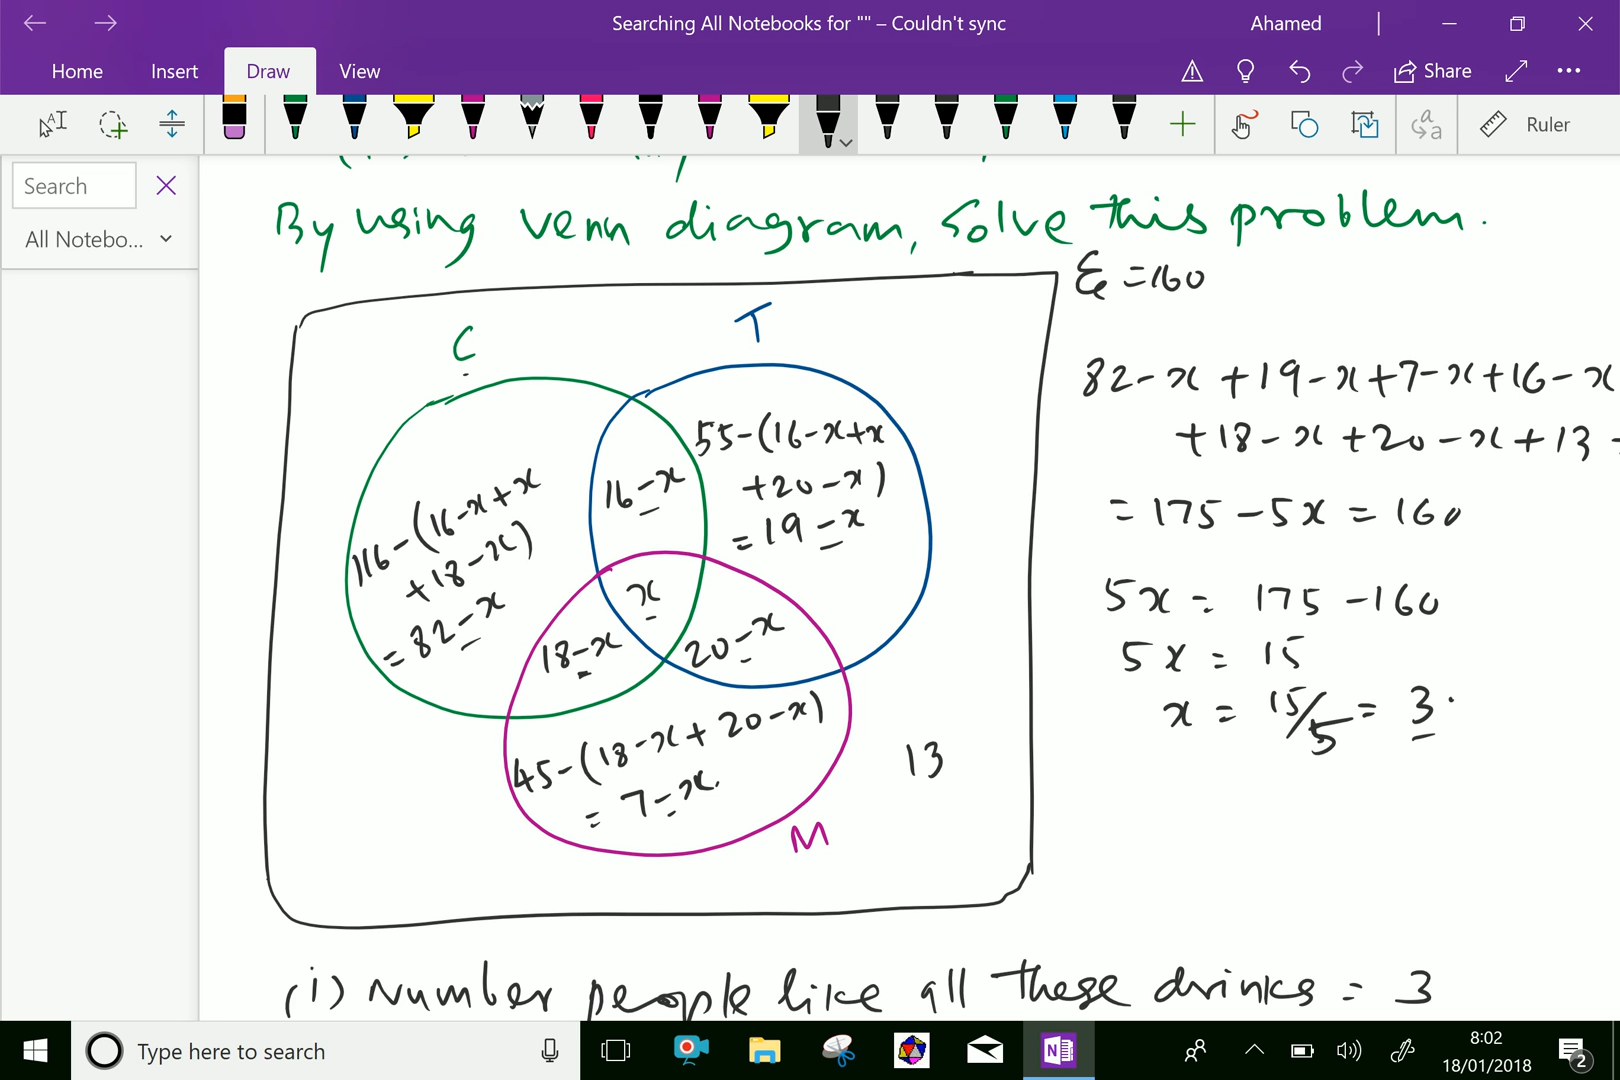 Searching All Notebooks for "" – Couldn't sync
Ahamed
Home Insert Draw View
Share
Ruler
Search
All Notebo...
By using venn diagram, Solve this problem.
ξ = 160
C
T
116-(16-x+x
+18-x)
= 82-x
16-x
55-(16-x+x
+20-x)
= 19-x
x
18-x
20-x
45-(18-x+20-x)
= 7-x.
13
M
82-x+19-x+7-x+16-x
+18-x+20-x+13
= 175-5x = 160
5x = 175-160
5x = 15
x = 15/5 = 3.
(i) Number people like all these drinks = 3
Type here to search
8:02
18/01/2018
2